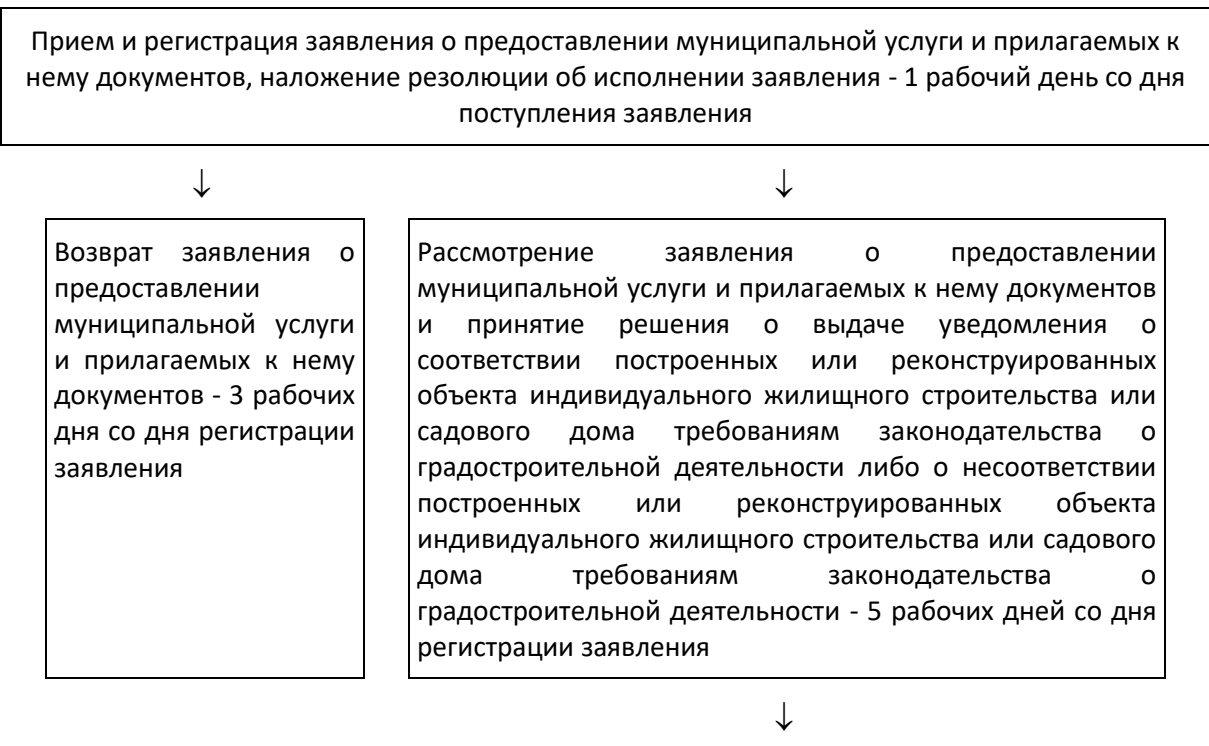 Прием и регистрация заявления о предоставлении муниципальной услуги и прилагаемых к
нему документов, наложение резолюции об исполнении заявления - 1 рабочий день со дня
поступления заявления
↓
↓
Возврат заявления о
предоставлении
муниципальной услуги
и прилагаемых к нему
документов - 3 рабочих
дня со дня регистрации
заявления
Рассмотрение заявления о предоставлении
муниципальной услуги и прилагаемых к нему документов
и принятие решения о выдаче уведомления о
соответствии построенных или реконструированных
объекта индивидуального жилищного строительства или
садового дома требованиям законодательства о
градостроительной деятельности либо о несоответствии
построенных или реконструированных объекта
индивидуального жилищного строительства или садового
дома требованиям законодательства о
градостроительной деятельности - 5 рабочих дней со дня
регистрации заявления
↓